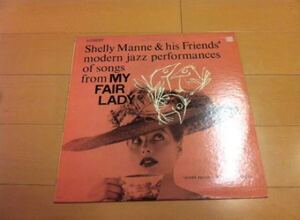 Shelly Manne & his Friends'
modern jazz performances
of songs
from MY
FAIR
LADY